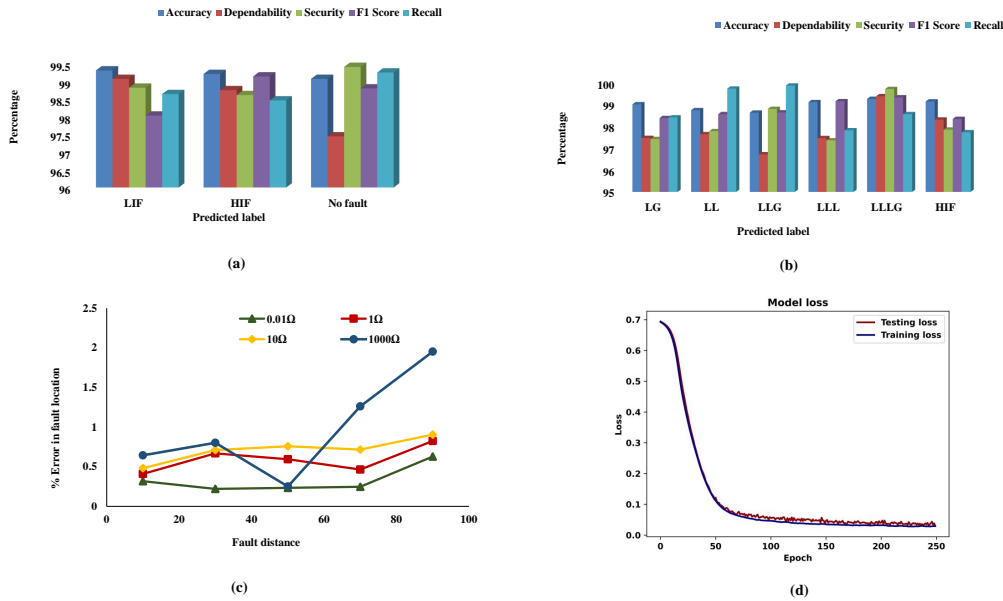 (a)
Accuracy Dependability Security F1 Score Recall
Percentage
99.5
99
98.5
98
97.5
97
96.5
96
LIF HIF No fault
Predicted label
Accuracy Dependability Security F1 Score Recall
Percentage
100
99
98
97
96
95
LG LL LLG LLL LLLG HIF
Predicted label
(b)
% Error in fault location
2.5
2
1.5
1
0.5
0
0.01Ω 1Ω
10Ω 1000Ω
0 20 40 60 80 100
Fault distance
(c)
Model loss
Testing loss
Training loss
Loss
0.7
0.6
0.5
0.4
0.3
0.2
0.1
0.0
0 50 100 150 200 250
Epoch
(d)